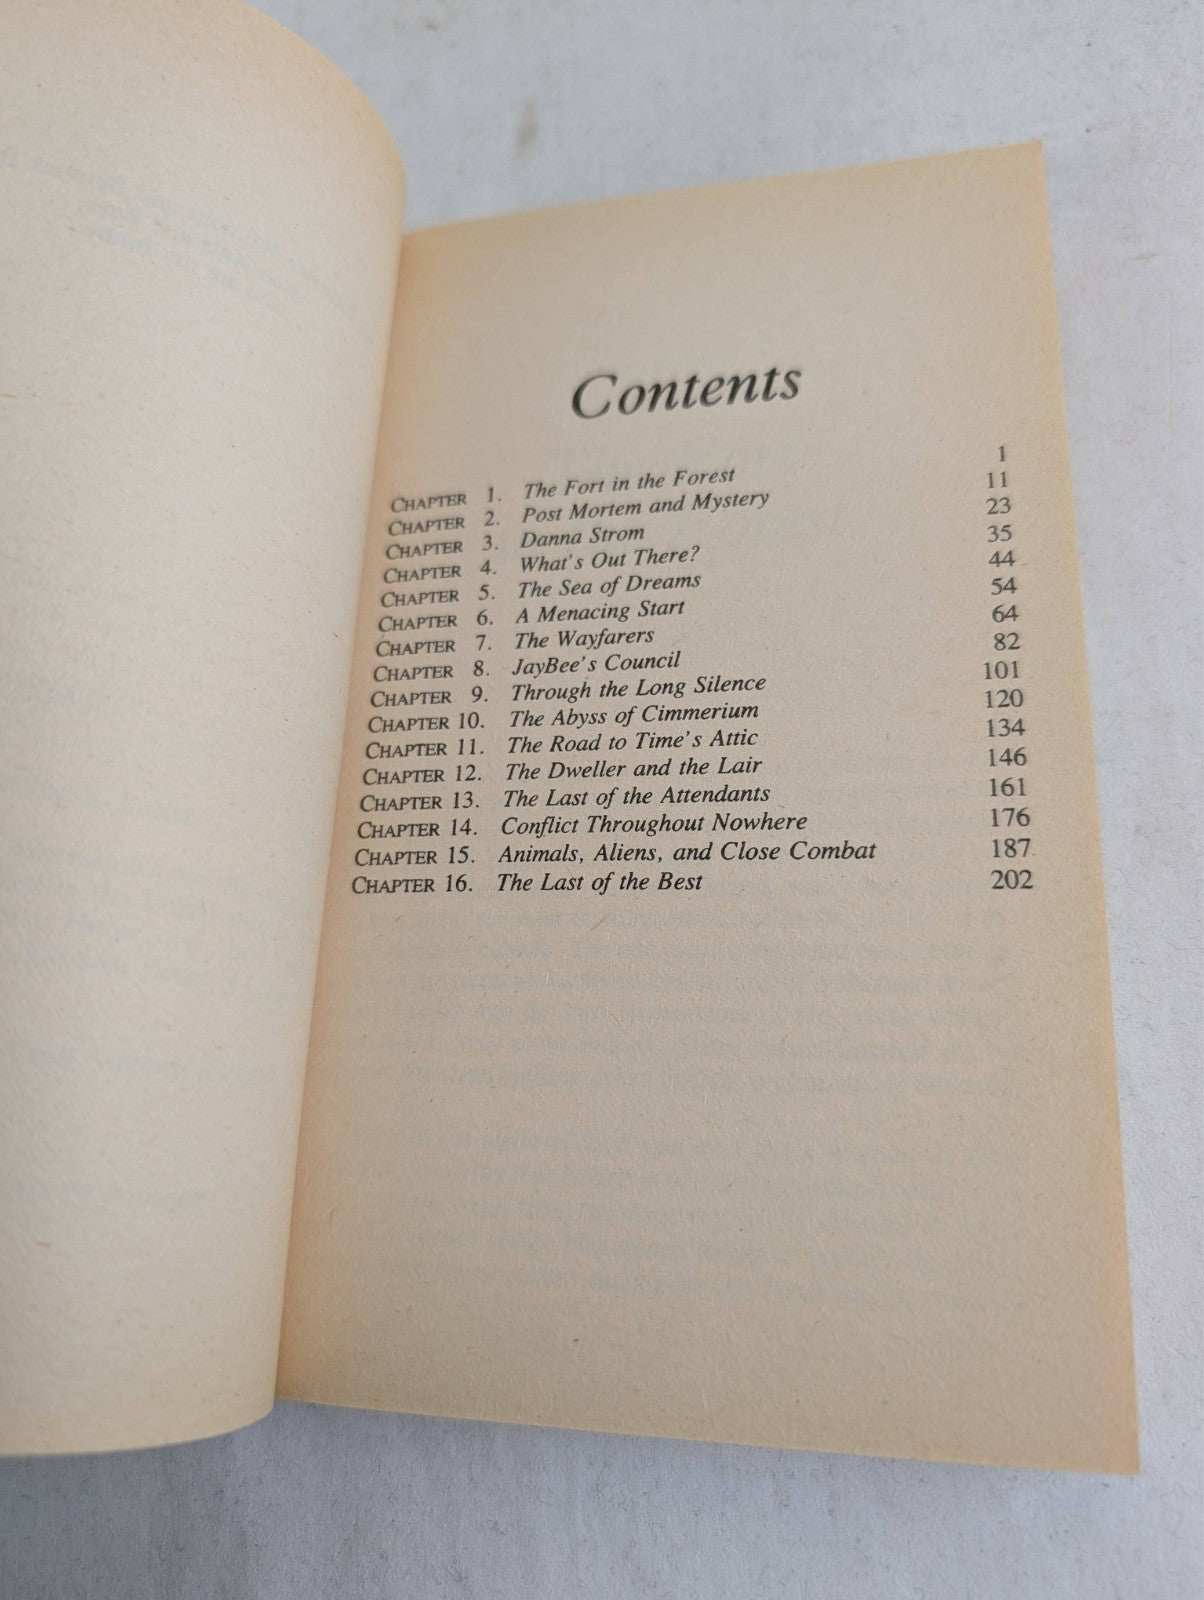 Contents
CHAPTER 1. The Fort in the Forest 1
CHAPTER 2. Post Mortem and Mystery 11
CHAPTER 3. Danna Strom 23
CHAPTER 4. What's Out There? 35
CHAPTER 5. The Sea of Dreams 44
CHAPTER 6. A Menacing Start 54
CHAPTER 7. The Wayfarers 64
CHAPTER 8. JayBee's Council 82
CHAPTER 9. Through the Long Silence 101
CHAPTER 10. The Abyss of Cimmerium 120
CHAPTER 11. The Road to Time's Attic 134
CHAPTER 12. The Dweller and the Lair 146
CHAPTER 13. The Last of the Attendants 161
CHAPTER 14. Conflict Throughout Nowhere 176
CHAPTER 15. Animals, Aliens, and Close Combat 187
CHAPTER 16. The Last of the Best 202